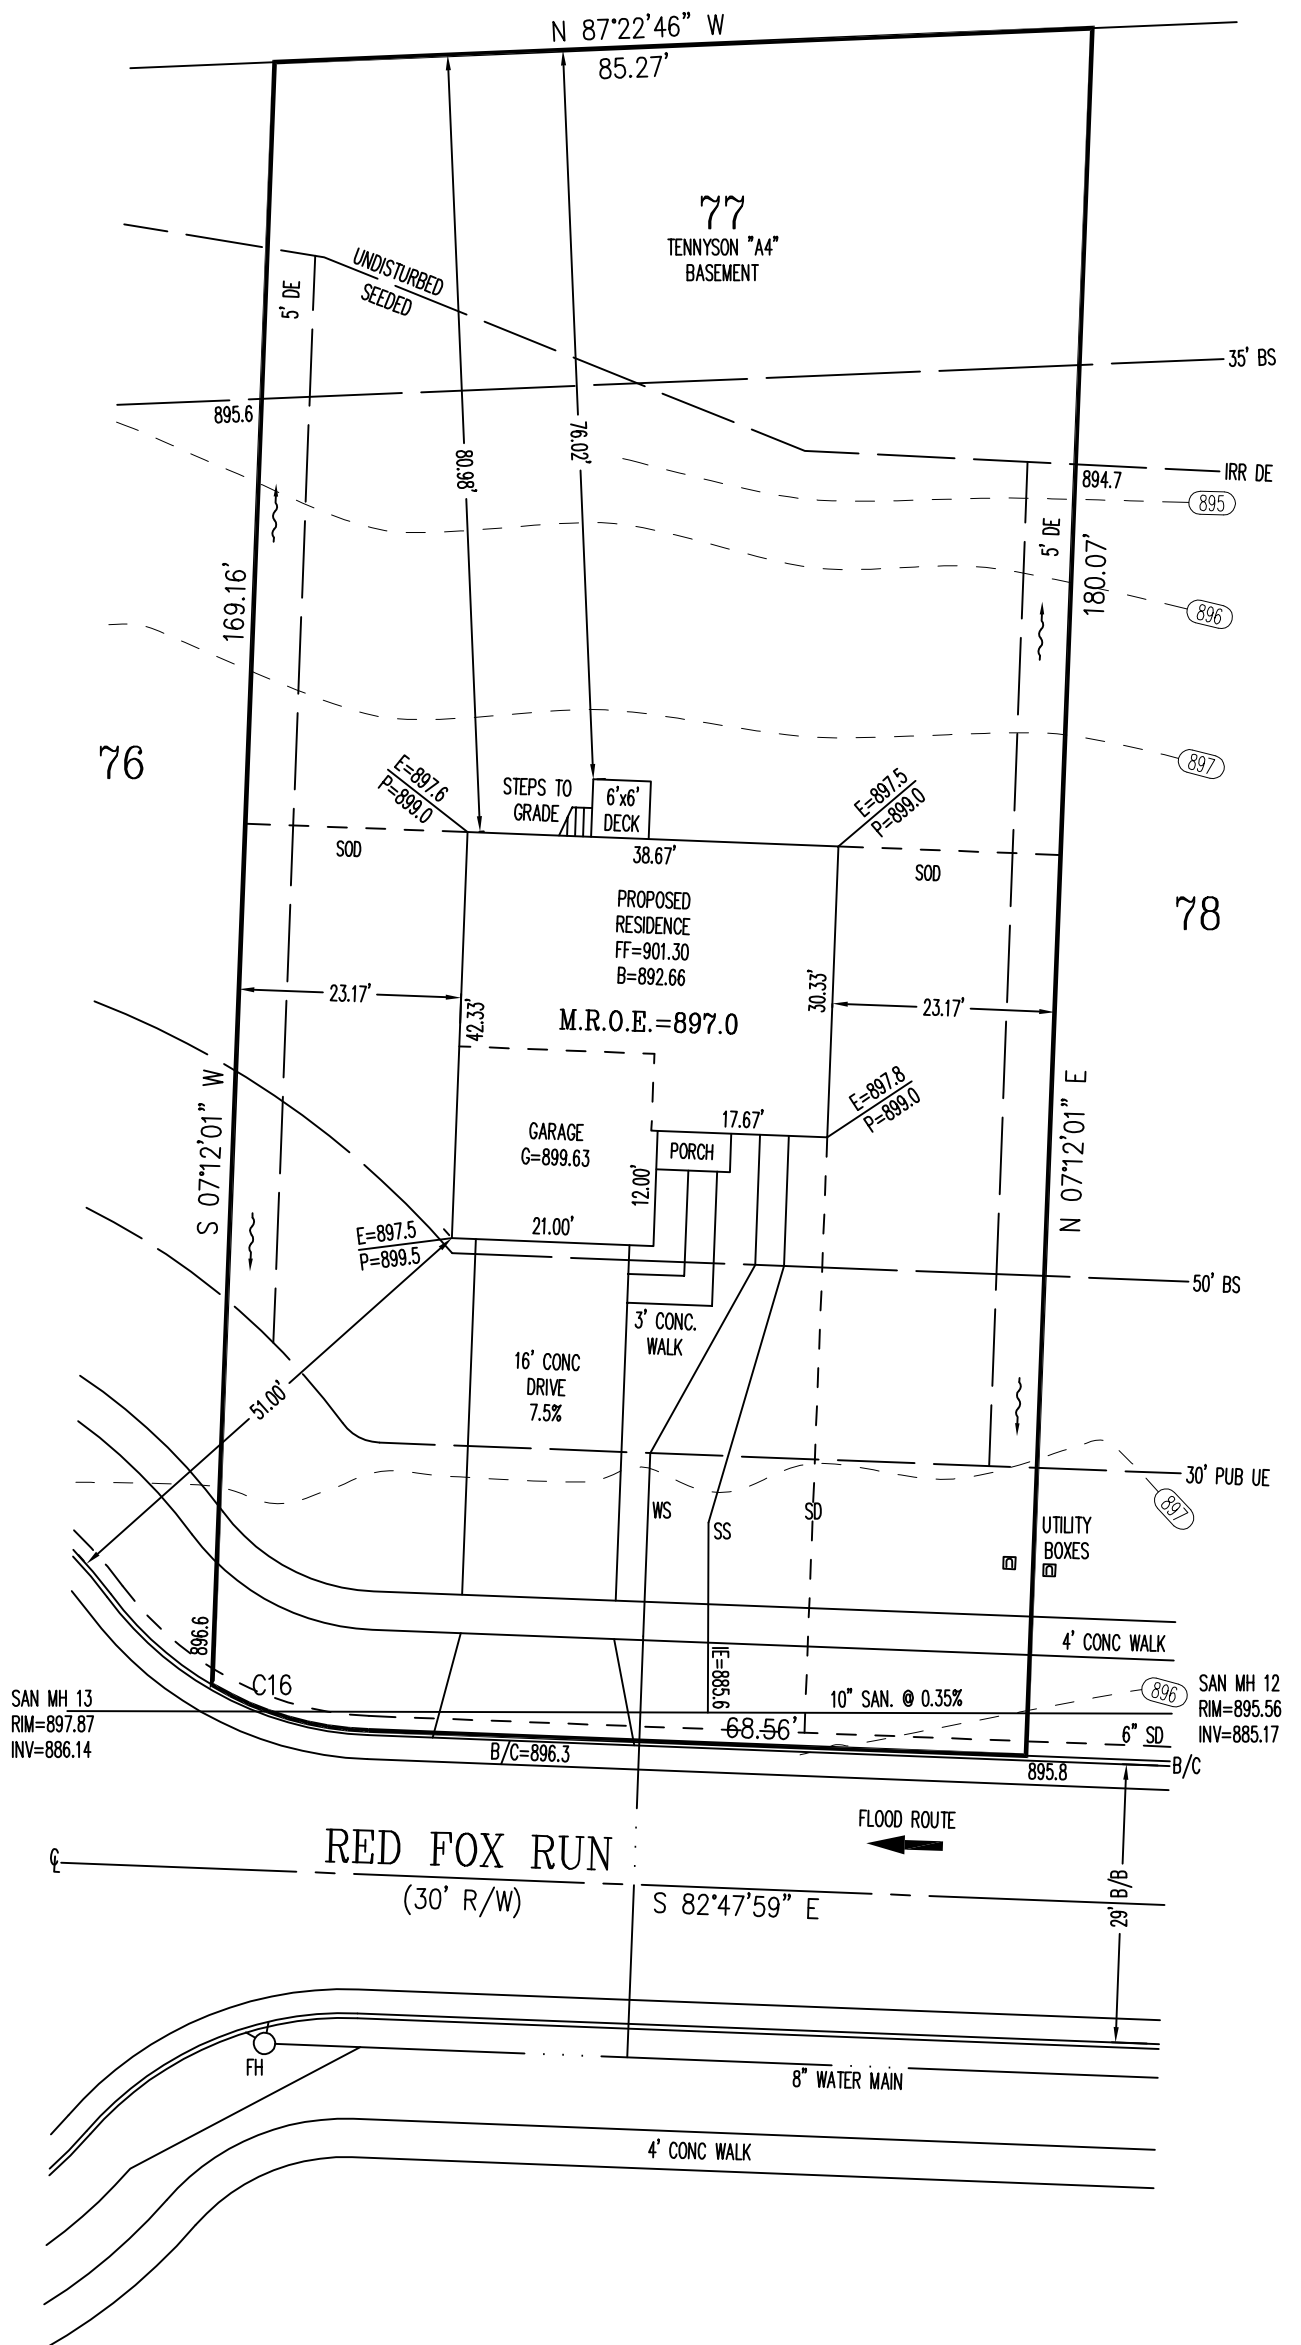 N 87°22'46" W
85.27'
77
TENNYSON "A4"
BASEMENT
UNDISTURBED
SEEDED
5' DE
35' BS
895.6
80.98'
76.02'
IRR DE
894.7
895
5' DE
169.16'
180.07'
896
76
897
E=897.6
P=899.0
STEPS TO
GRADE
6'x6'
DECK
E=897.5
P=899.0
SOD
38.67'
SOD
PROPOSED
RESIDENCE
FF=901.30
B=892.66
78
23.17'
42.33'
M.R.O.E.=897.0
30.33'
23.17'
S 07°12'01" W
N 07°12'01" E
E=897.8
P=899.0
17.67'
GARAGE
G=899.63
PORCH
12.00'
21.00'
E=897.5
P=899.5
50' BS
3' CONC.
WALK
16' CONC
DRIVE
7.5%
51.00'
30' PUB UE
897
WS
SS
SD
UTILITY
BOXES
896.6
4' CONC WALK
IE=885.6
C16
SAN MH 13
RIM=897.87
INV=886.14
10" SAN. @ 0.35%
896
SAN MH 12
RIM=895.56
INV=885.17
68.56'
6" SD
B/C=896.3
895.8
B/C
FLOOD ROUTE
RED FOX RUN
(30' R/W)
S 82°47'59" E
29' B/B
CL
FH
8" WATER MAIN
4' CONC WALK